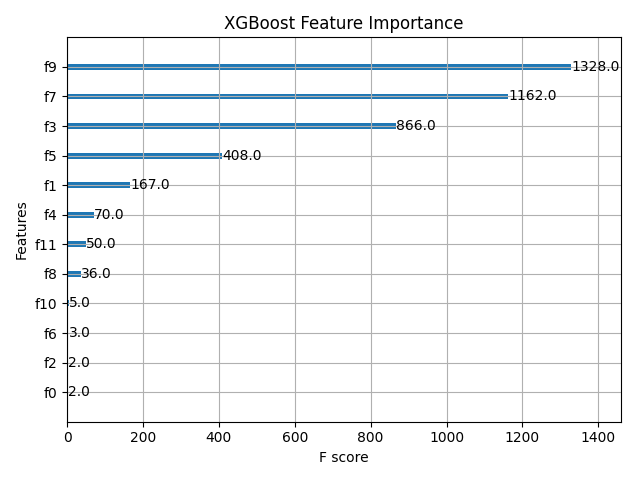 XGBoost Feature Importance
Features
f9 1328.0
f7 1162.0
f3 866.0
f5 408.0
f1 167.0
f4 70.0
f11 50.0
f8 36.0
f10 5.0
f6 3.0
f2 2.0
f0 2.0
0 200 400 600 800 1000 1200 1400
F score